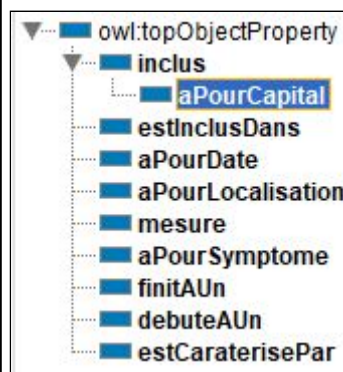 owl:topObjectProperty
inclus
aPourCapital
estInclusDans
aPourDate
aPourLocalisation
mesure
aPourSymptome
finitAUn
debuteAUn
estCaraterisePar